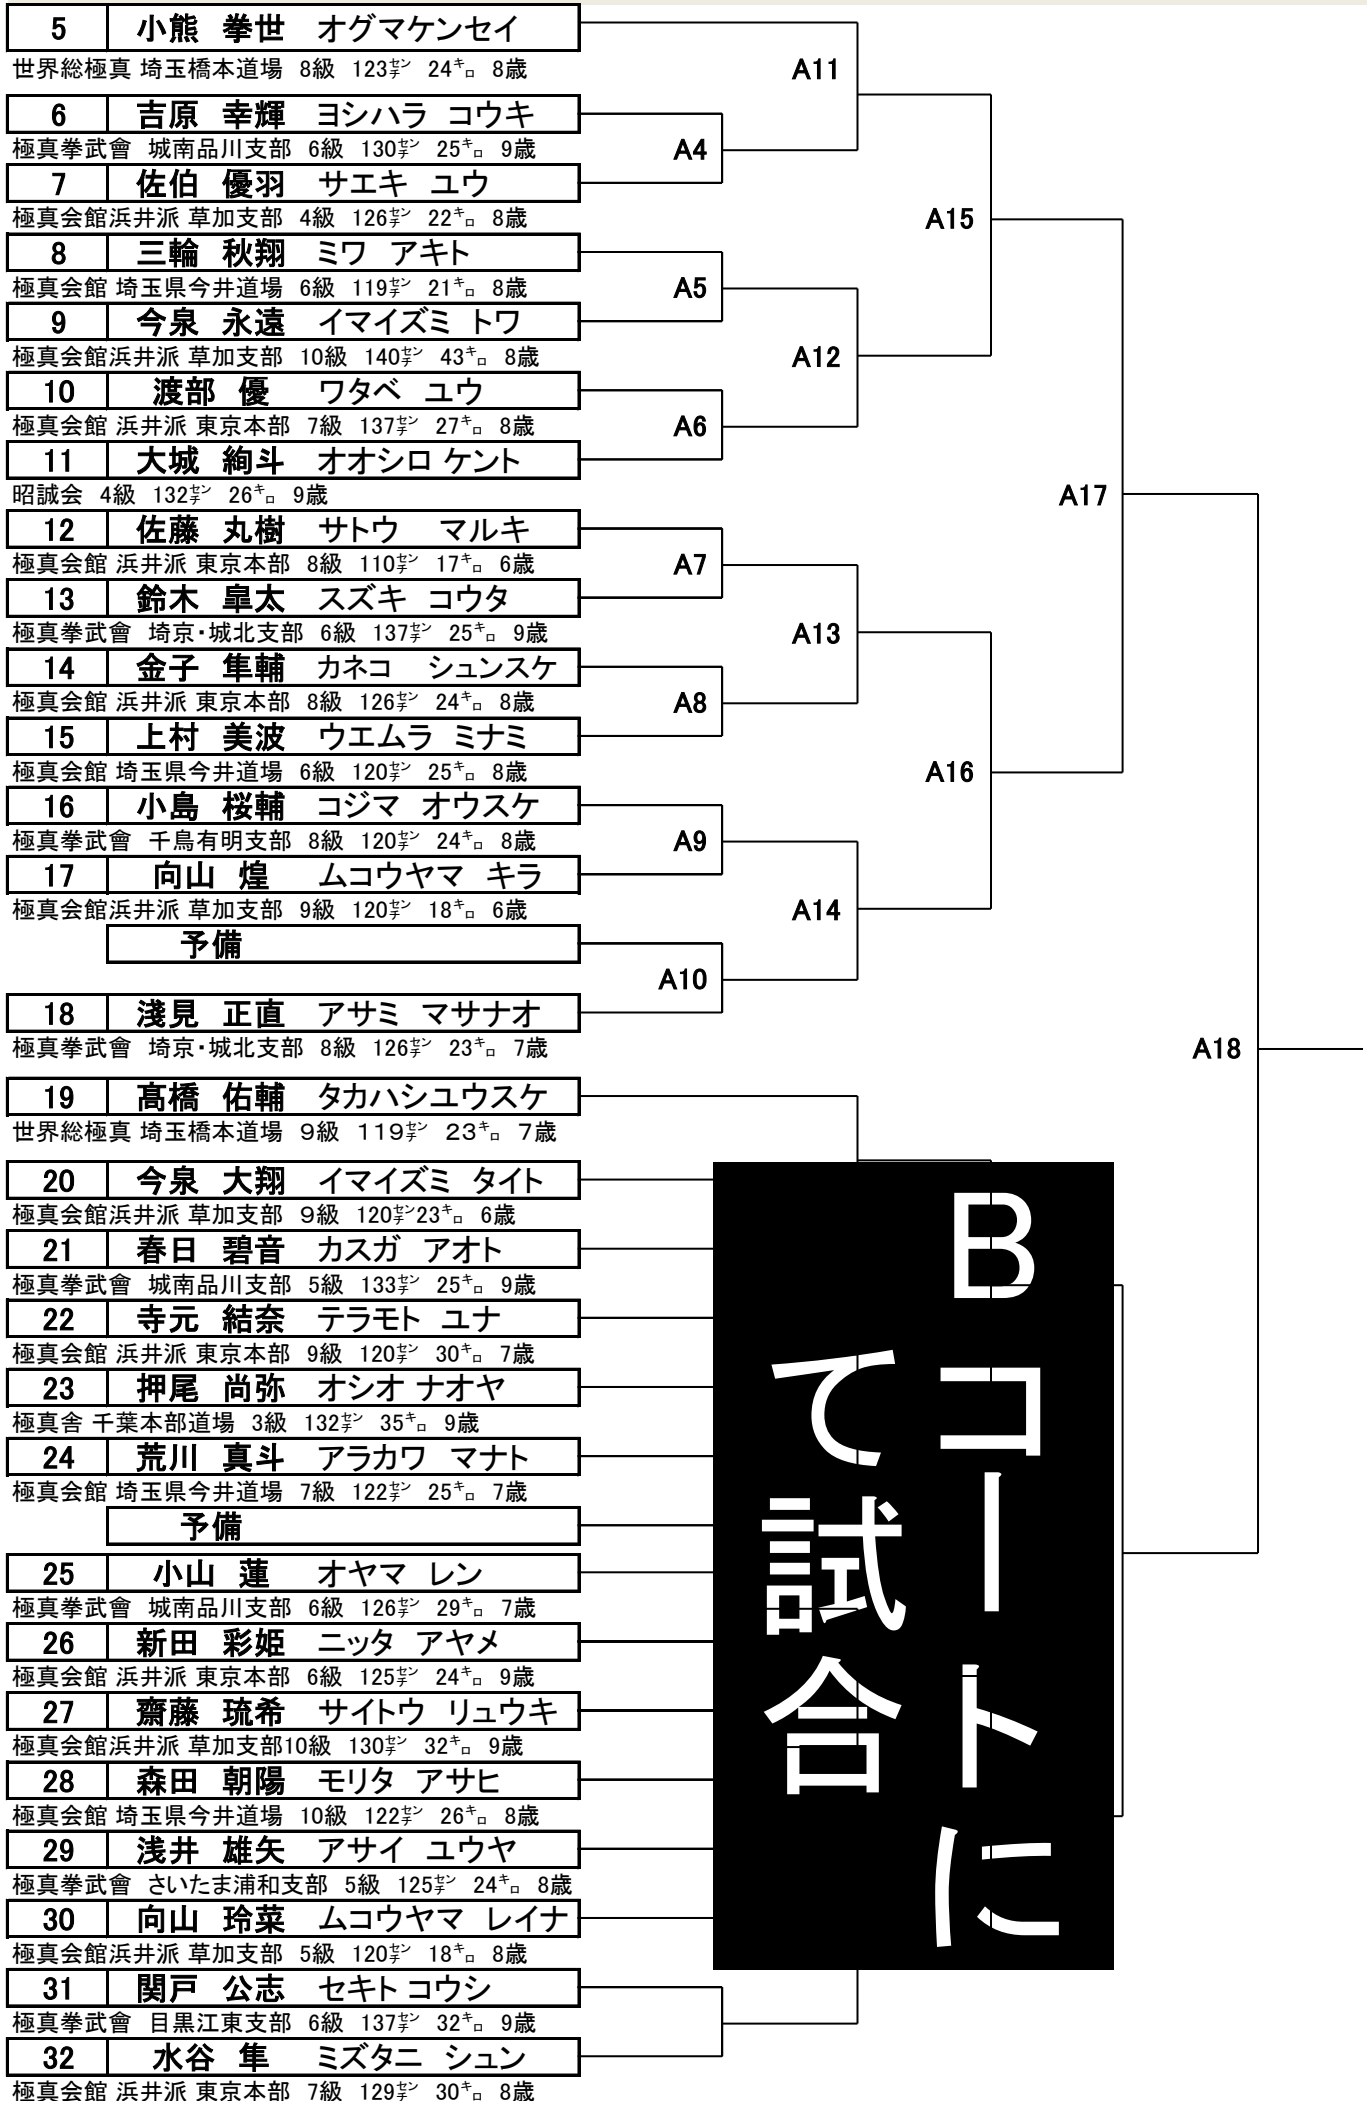 5 小熊 拳世 オグマケンセイ
世界総極真 埼玉橋本道場 8級 123㌢ 24㌔ 8歳
A11
6 吉原 幸輝 ヨシハラ コウキ
極真拳武會 城南品川支部 6級 130㌢ 25㌔ 9歳
A4
7 佐伯 優羽 サエキ ユウ
極真会館浜井派 草加支部 4級 126㌢ 22㌔ 8歳
A15
8 三輪 秋翔 ミワ アキト
極真会館 埼玉県今井道場 6級 119㌢ 21㌔ 8歳
A5
9 今泉 永遠 イマイズミ トワ
極真会館浜井派 草加支部 10級 140㌢ 43㌔ 8歳
A12
10 渡部 優 ワタベ ユウ
極真会館 浜井派 東京本部 7級 137㌢ 27㌔ 8歳
A6
11 大城 絢斗 オオシロ ケント
昭誠会 4級 132㌢ 26㌔ 9歳
A17
12 佐藤 丸樹 サトウ マルキ
極真会館 浜井派 東京本部 8級 110㌢ 17㌔ 6歳
A7
13 鈴木 皐太 スズキ コウタ
極真拳武會 埼京・城北支部 6級 137㌢ 25㌔ 9歳
A13
14 金子 隼輔 カネコ シュンスケ
極真会館 浜井派 東京本部 8級 126㌢ 24㌔ 8歳
A8
15 上村 美波 ウエムラ ミナミ
極真会館 埼玉県今井道場 6級 120㌢ 25㌔ 8歳
A16
16 小島 桜輔 コジマ オウスケ
極真拳武會 千鳥有明支部 8級 120㌢ 24㌔ 8歳
A9
17 向山 煌 ムコウヤマ キラ
極真会館浜井派 草加支部 9級 120㌢ 18㌔ 6歳
A14
予備
A10
18 淺見 正直 アサミ マサナオ
極真拳武會 埼京・城北支部 8級 126㌢ 23㌔ 7歳
A18
19 髙橋 佑輔 タカハシユウスケ
世界総極真 埼玉橋本道場 9級 119㌢ 23㌔ 7歳
20 今泉 大翔 イマイズミ タイト
極真会館浜井派 草加支部 9級 120㌢23㌔ 6歳
21 春日 碧音 カスガ アオト
極真拳武會 城南品川支部 5級 133㌢ 25㌔ 9歳
22 寺元 結奈 テラモト ユナ
極真会館 浜井派 東京本部 9級 120㌢ 30㌔ 7歳
23 押尾 尚弥 オシオ ナオヤ
極真舎 千葉本部道場 3級 132㌢ 35㌔ 9歳
24 荒川 真斗 アラカワ マナト
極真会館 埼玉県今井道場 7級 122㌢ 25㌔ 7歳
予備
25 小山 蓮 オヤマ レン
極真拳武會 城南品川支部 6級 126㌢ 29㌔ 7歳
26 新田 彩姫 ニッタ アヤメ
極真会館 浜井派 東京本部 6級 125㌢ 24㌔ 9歳
27 齋藤 琉希 サイトウ リュウキ
極真会館浜井派 草加支部10級 130㌢ 32㌔ 9歳
28 森田 朝陽 モリタ アサヒ
極真会館 埼玉県今井道場 10級 122㌢ 26㌔ 8歳
29 浅井 雄矢 アサイ ユウヤ
極真拳武會 さいたま浦和支部 5級 125㌢ 24㌔ 8歳
30 向山 玲菜 ムコウヤマ レイナ
極真会館浜井派 草加支部 5級 120㌢ 18㌔ 8歳
31 関戸 公志 セキト コウシ
極真拳武會 目黒江東支部 6級 137㌢ 32㌔ 9歳
32 水谷 隼 ミズタニ シュン
極真会館 浜井派 東京本部 7級 129㌢ 30㌔ 8歳
Bコートに
て試合